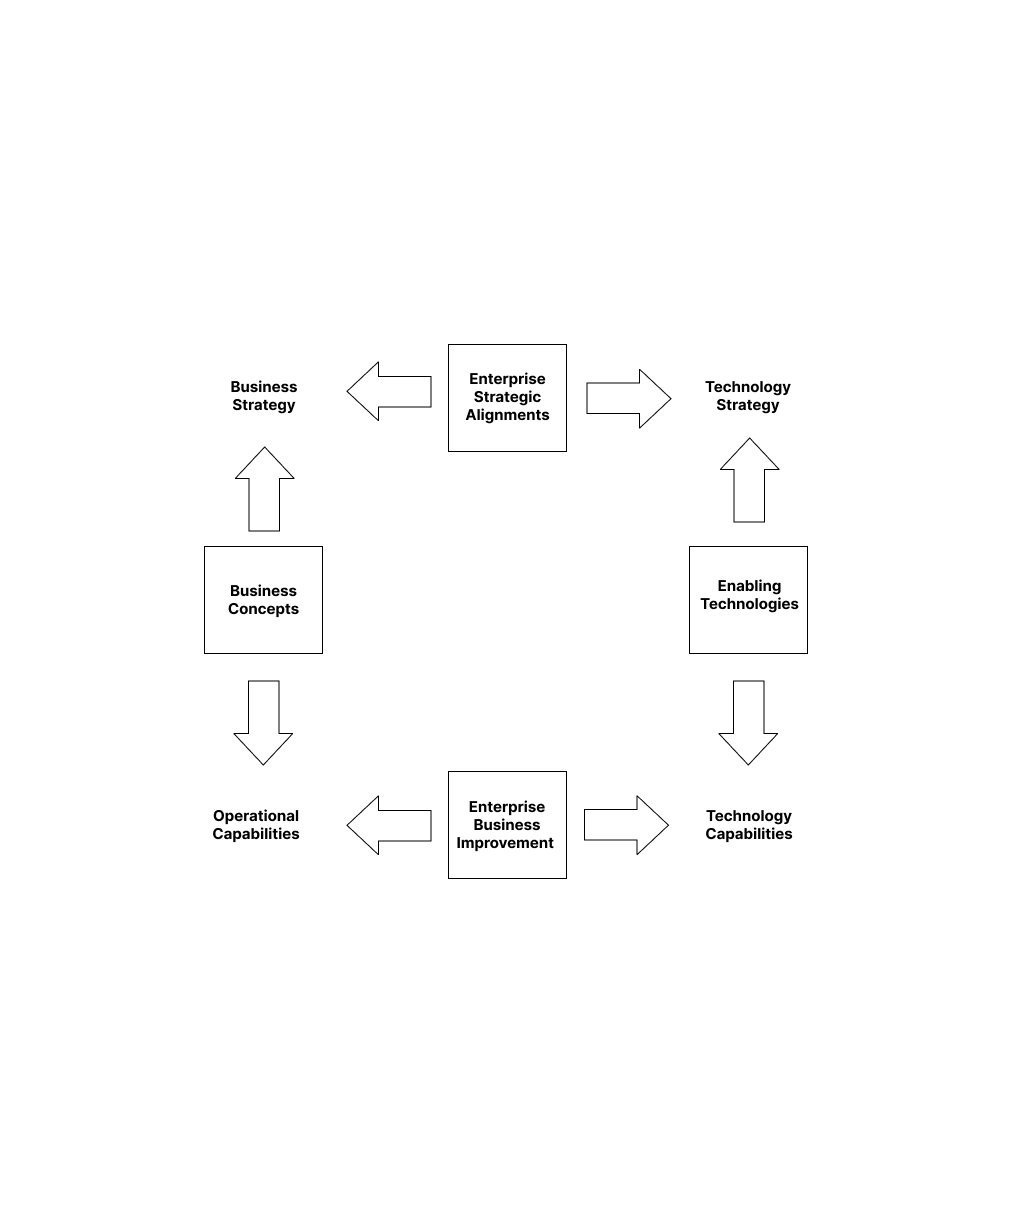 Business
Strategy
Enterprise
Strategic
Alignments
Technology
Strategy
Business
Concepts
Enabling
Technologies
Operational
Capabilities
Enterprise
Business
Improvement
Technology
Capabilities